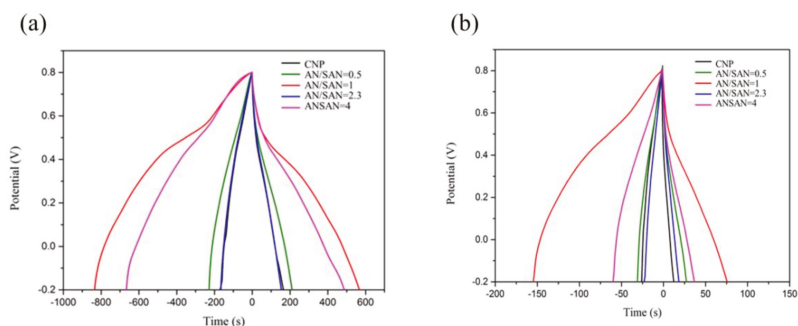 (a)
CNP
AN/SAN=0.5
AN/SAN=1
AN/SAN=2.3
ANSAN=4
0.8
0.6
0.4
0.2
0.0
-0.2
Potential (V)
-1000 -800 -600 -400 -200 0 200 400 600
Time (s)
(b)
CNP
AN/SAN=0.5
AN/SAN=1
AN/SAN=2.3
ANSAN=4
0.8
0.6
0.4
0.2
0.0
-0.2
Potential (V)
-200 -150 -100 -50 0 50 100 150
Time (s)